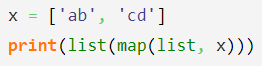 x = ['ab', 'cd']
print(list(map(list, x)))